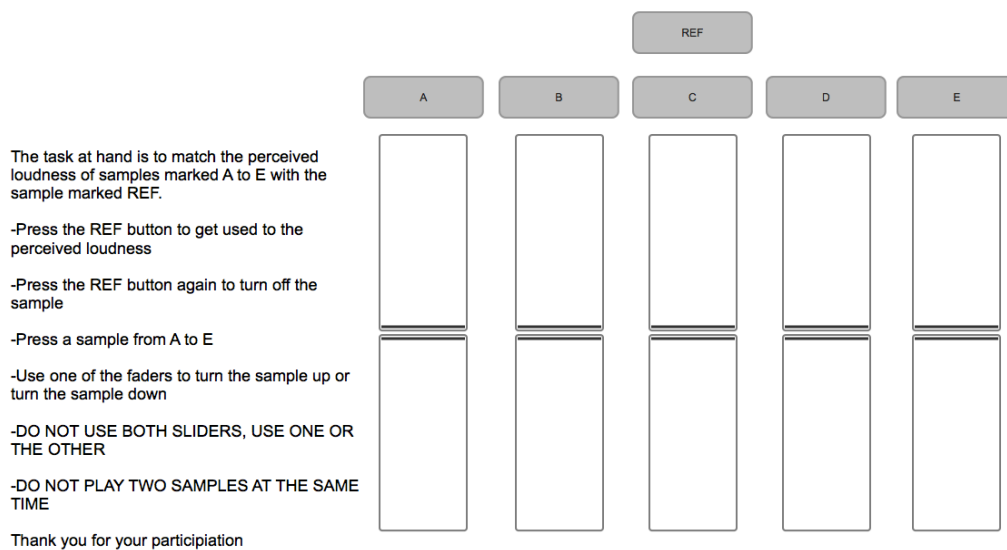 REF
A
B
C
D
E
The task at hand is to match the perceived
loudness of samples marked A to E with the
sample marked REF.
-Press the REF button to get used to the
perceived loudness
-Press the REF button again to turn off the
sample
-Press a sample from A to E
-Use one of the faders to turn the sample up or
turn the sample down
-DO NOT USE BOTH SLIDERS, USE ONE OR
THE OTHER
-DO NOT PLAY TWO SAMPLES AT THE SAME
TIME
Thank you for your participiation